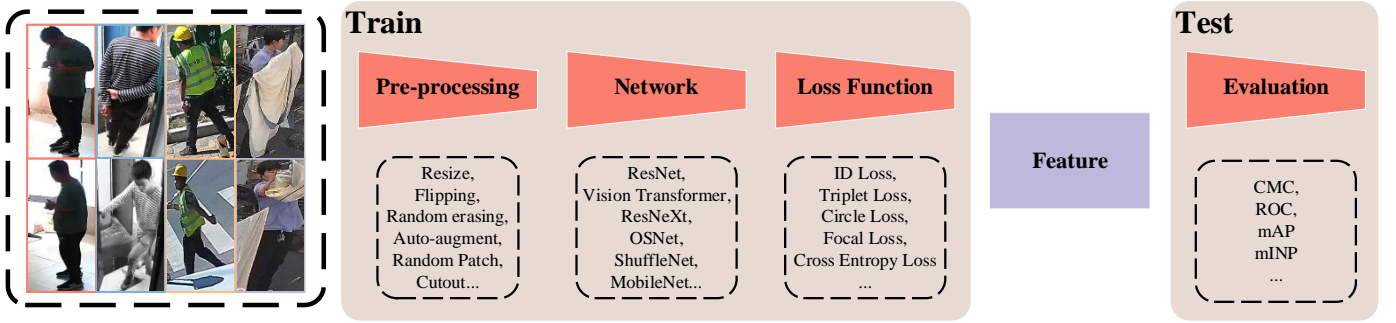 Train
Pre-processing
Network
Loss Function
Resize,
Flipping,
Random erasing,
Auto-augment,
Random Patch,
Cutout...
ResNet,
Vision Transformer,
ResNeXt,
OSNet,
ShuffleNet,
MobileNet...
ID Loss,
Triplet Loss,
Circle Loss,
Focal Loss,
Cross Entropy Loss
...
Feature
Test
Evaluation
CMC,
ROC,
mAP
mINP
...